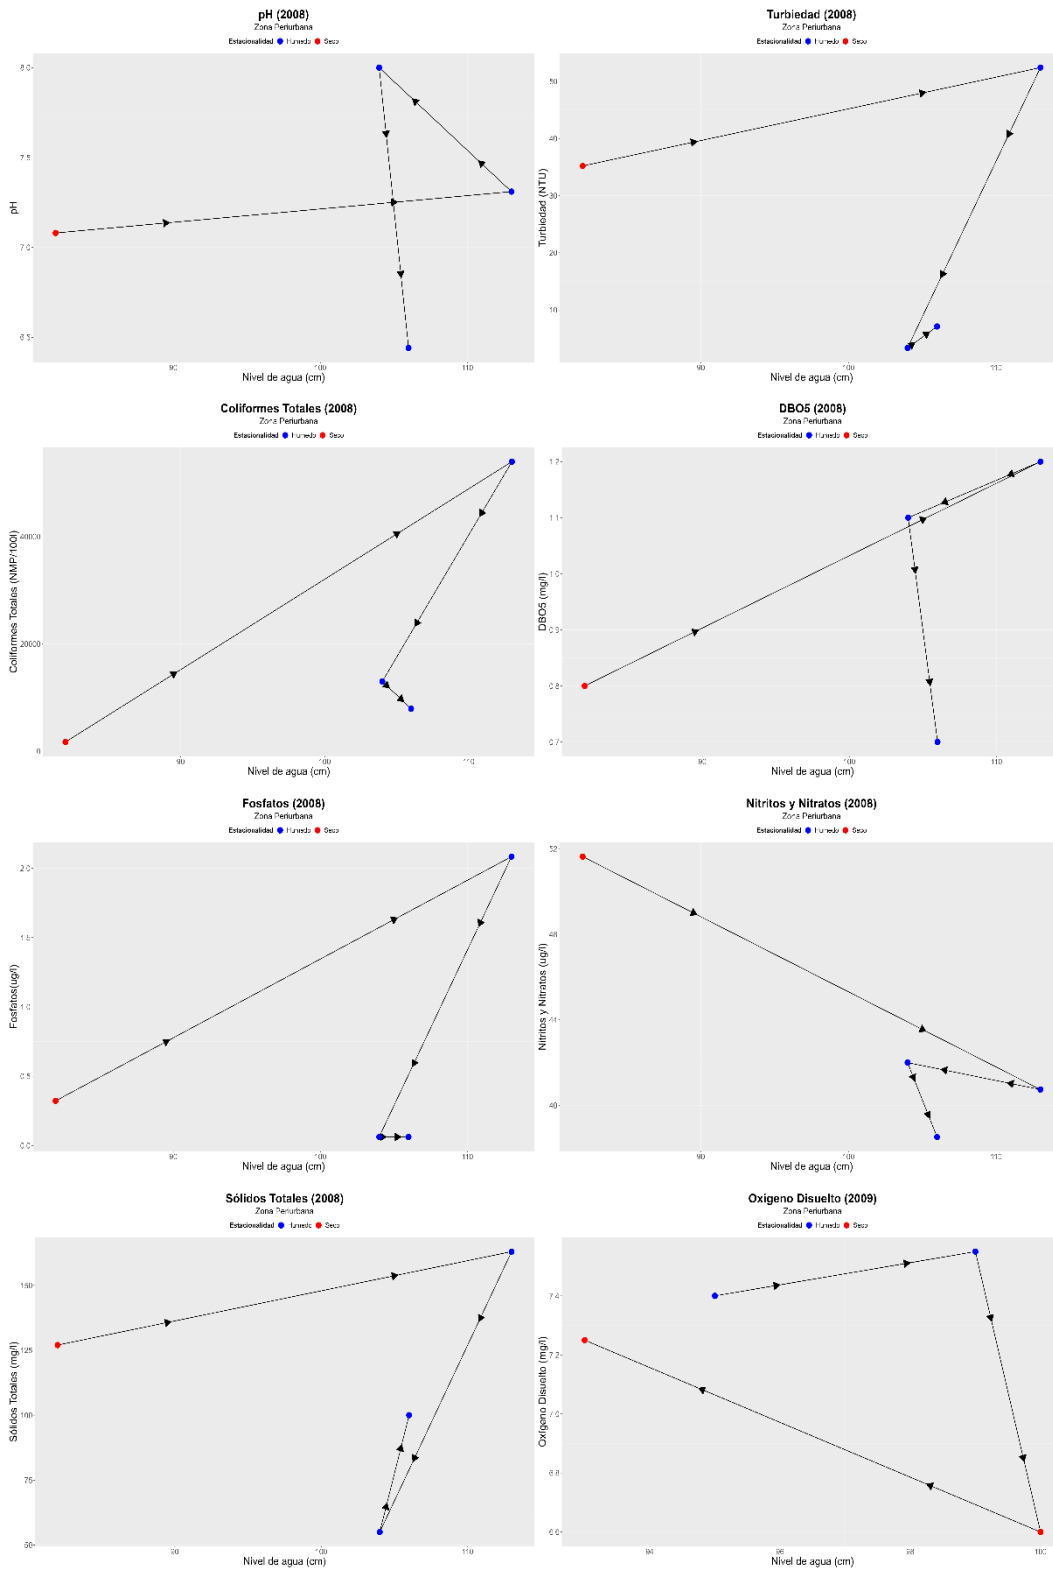 pH (2008)
Zona Periurbana
Estacionalidad Humedo Seco
8.0
7.5
7.0
6.5
pH
90 100 110
Nivel de agua (cm)
Turbiedad (2008)
Zona Periurbana
Estacionalidad Humedo Seco
50
40
30
20
10
Turbiedad (NTU)
90 100 110
Nivel de agua (cm)
Coliformes Totales (2008)
Zona Periurbana
Estacionalidad Humedo Seco
40000
20000
0
Coliformes Totales (NMP/100l)
90 100 110
Nivel de agua (cm)
DBO5 (2008)
Zona Periurbana
Estacionalidad Humedo Seco
1.2
1.1
1.0
0.9
0.8
0.7
DBO5 (mg/l)
90 100 110
Nivel de agua (cm)
Fosfatos (2008)
Zona Periurbana
Estacionalidad Humedo Seco
2.0
1.5
1.0
0.5
0.0
Fosfatos(ug/l)
90 100 110
Nivel de agua (cm)
Nitritos y Nitratos (2008)
Zona Periurbana
Estacionalidad Humedo Seco
52
48
44
40
Nitritos y Nitratos (ug/l)
90 100 110
Nivel de agua (cm)
Sólidos Totales (2008)
Zona Periurbana
Estacionalidad Humedo Seco
150
125
100
75
50
Sólidos Totales (mg/l)
90 100 110
Nivel de agua (cm)
Oxigeno Disuelto (2009)
Zona Periurbana
Estacionalidad Humedo Seco
7.4
7.2
7.0
6.8
6.6
Oxígeno Disuelto (mg/l)
94 96 98 100
Nivel de agua (cm)